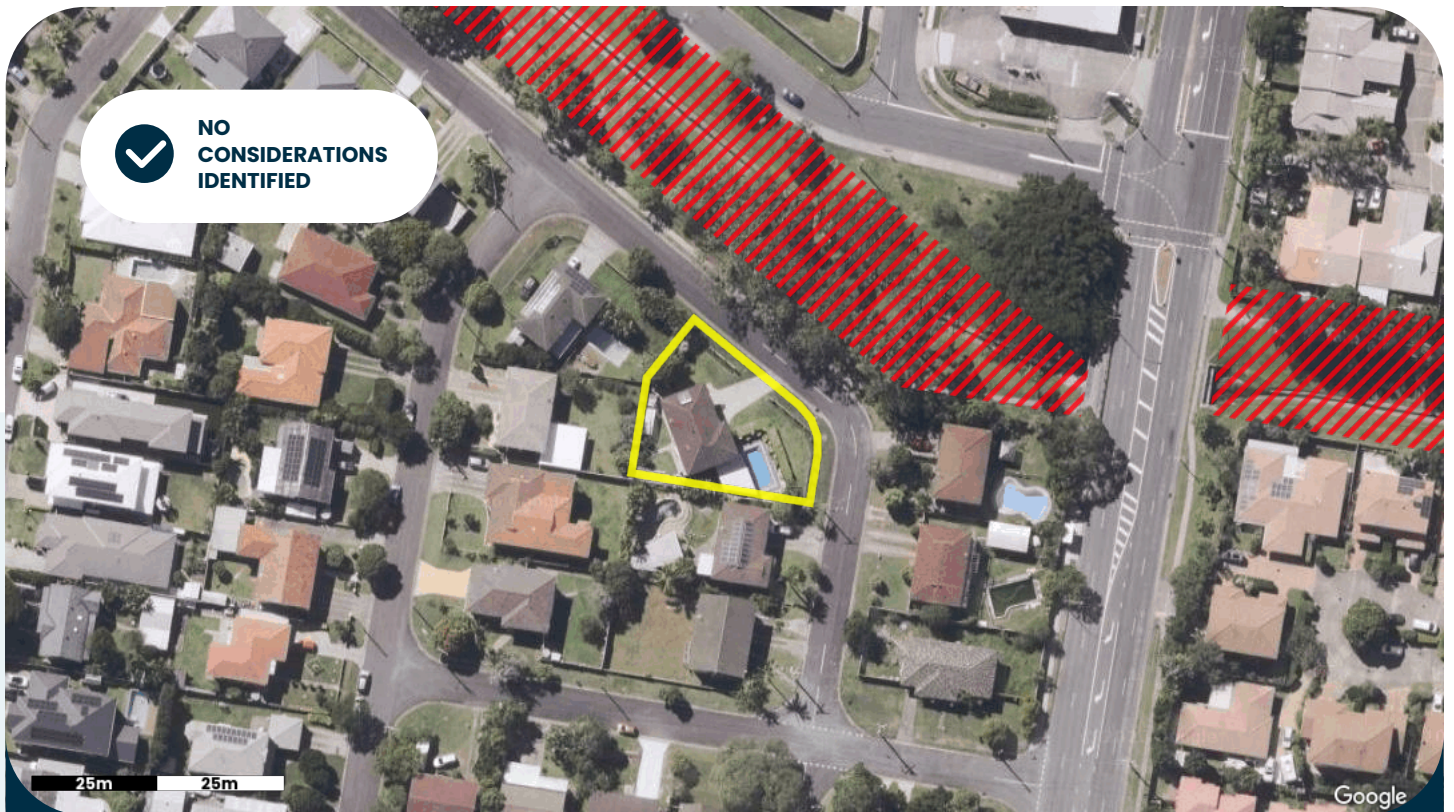 NO
CONSIDERATIONS
IDENTIFIED
25m 25m
Google